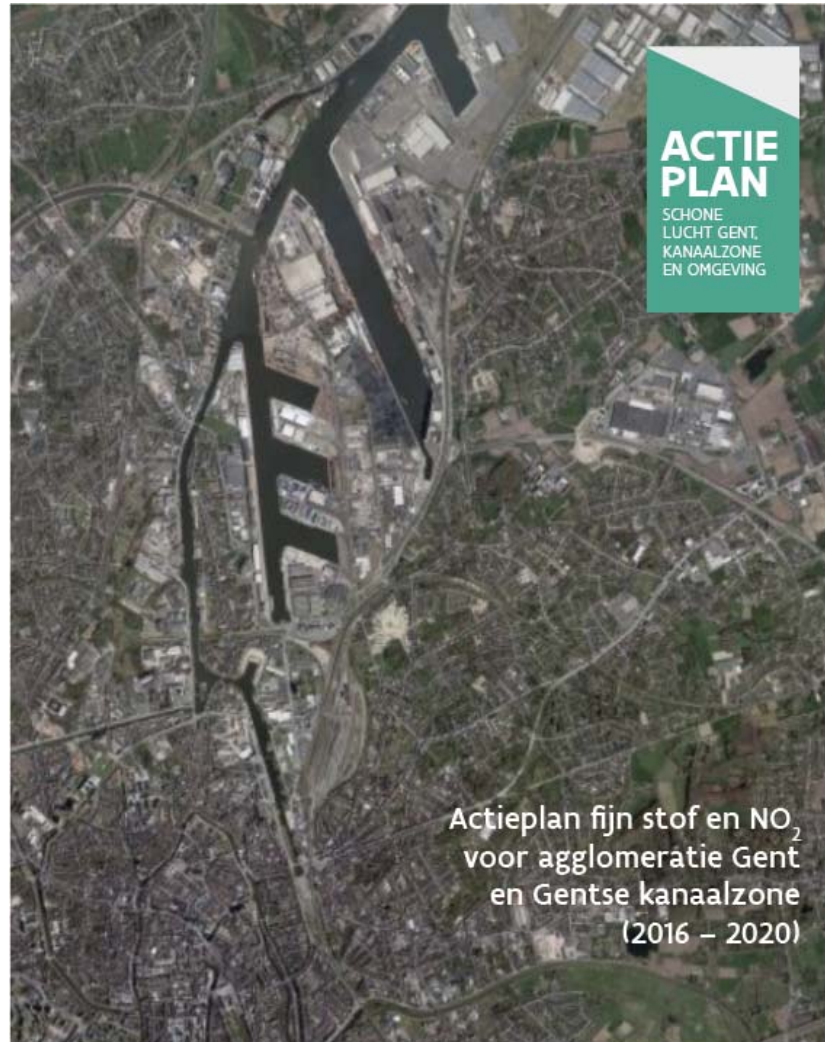 ACTIE
PLAN
SCHONE
LUCHT GENT,
KANAALZONE
EN OMGEVING
Actieplan fijn stof en NO₂
voor agglomeratie Gent
en Gentse kanaalzone
(2016 – 2020)